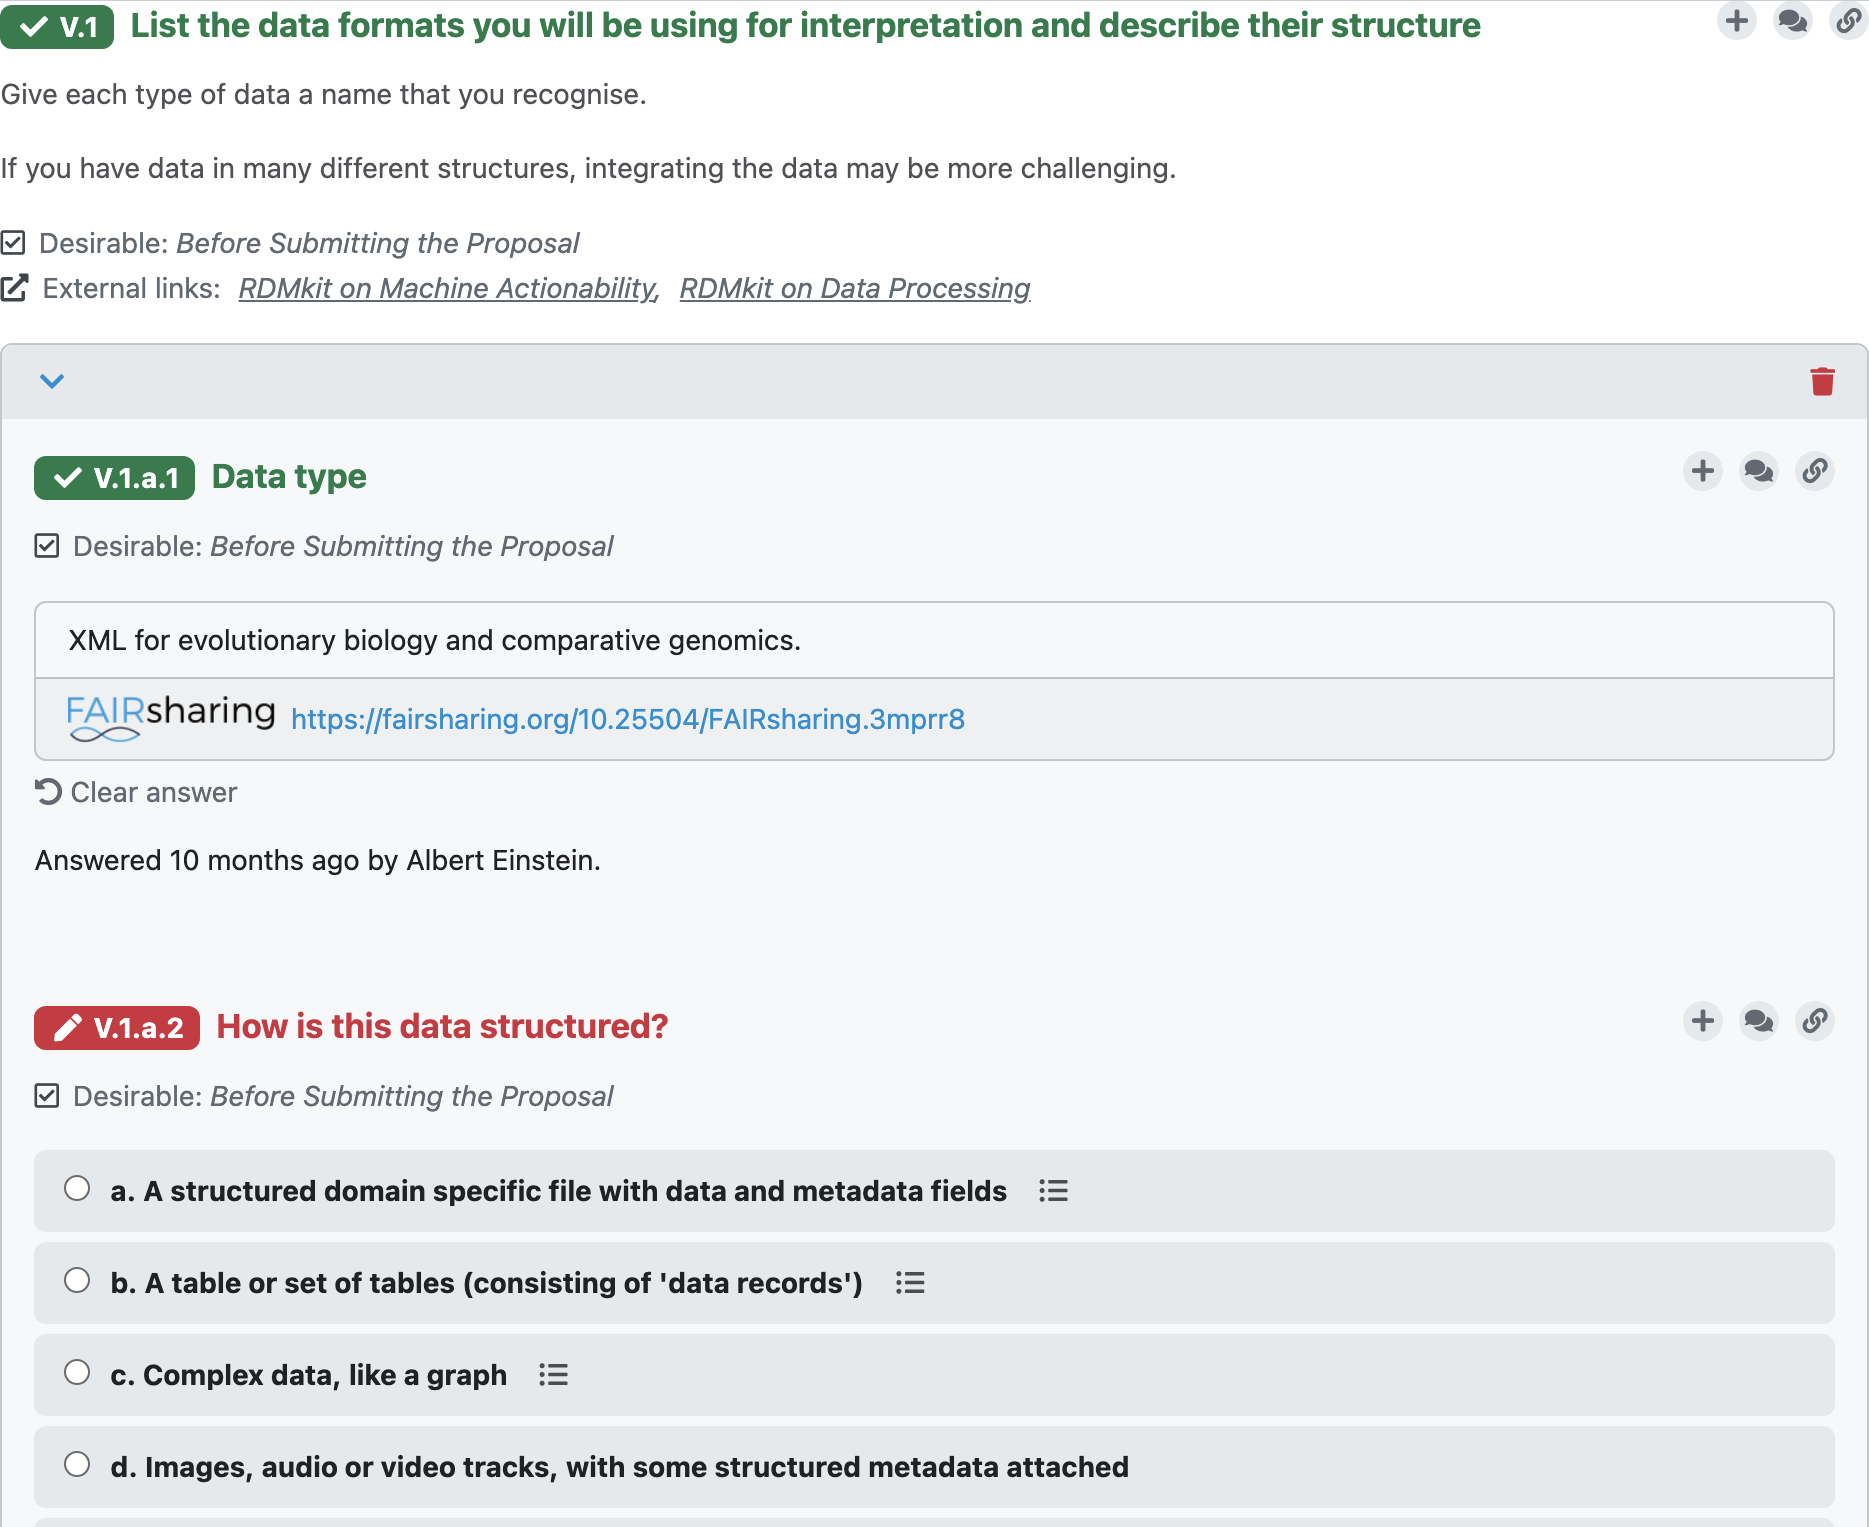 V.1 List the data formats you will be using for interpretation and describe their structure
Give each type of data a name that you recognise.
If you have data in many different structures, integrating the data may be more challenging.
Desirable: Before Submitting the Proposal
External links: RDMkit on Machine Actionability, RDMkit on Data Processing
V.1.a.1 Data type
Desirable: Before Submitting the Proposal
XML for evolutionary biology and comparative genomics.
FAIRsharing https://fairsharing.org/10.25504/FAIRsharing.3mprr8
Clear answer
Answered 10 months ago by Albert Einstein.
V.1.a.2 How is this data structured?
Desirable: Before Submitting the Proposal
a. A structured domain specific file with data and metadata fields
b. A table or set of tables (consisting of 'data records')
c. Complex data, like a graph
d. Images, audio or video tracks, with some structured metadata attached